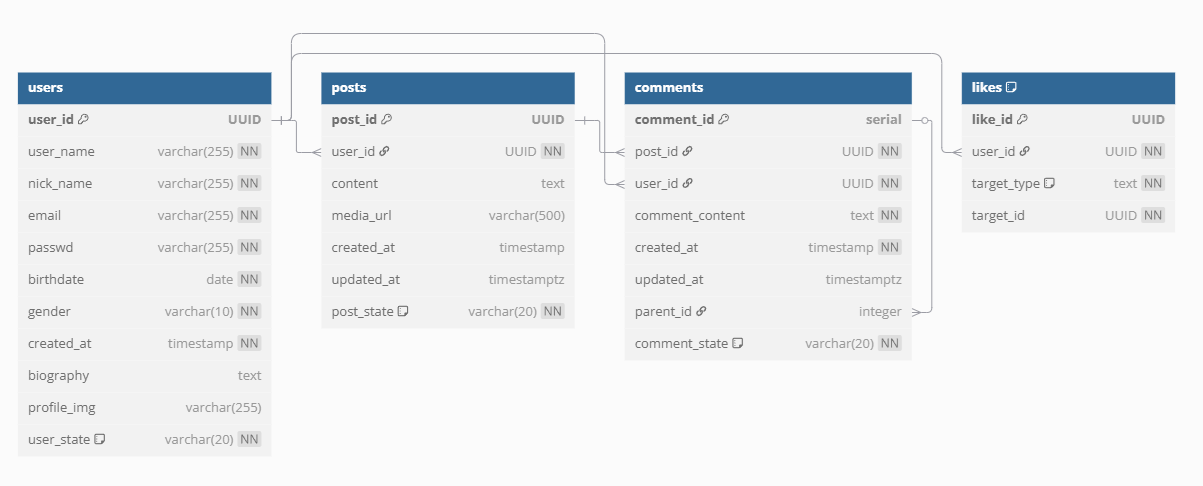 users
user_id UUID
user_name varchar(255) NN
nick_name varchar(255) NN
email varchar(255) NN
passwd varchar(255) NN
birthdate date NN
gender varchar(10) NN
created_at timestamp NN
biography text
profile_img varchar(255)
user_state varchar(20) NN
posts
post_id UUID
user_id UUID NN
content text
media_url varchar(500)
created_at timestamp
updated_at timestamptz
post_state varchar(20) NN
comments
comment_id serial
post_id UUID NN
user_id UUID NN
comment_content text NN
created_at timestamp NN
updated_at timestamptz
parent_id integer
comment_state varchar(20) NN
likes
like_id UUID
user_id UUID NN
target_type text NN
target_id UUID NN